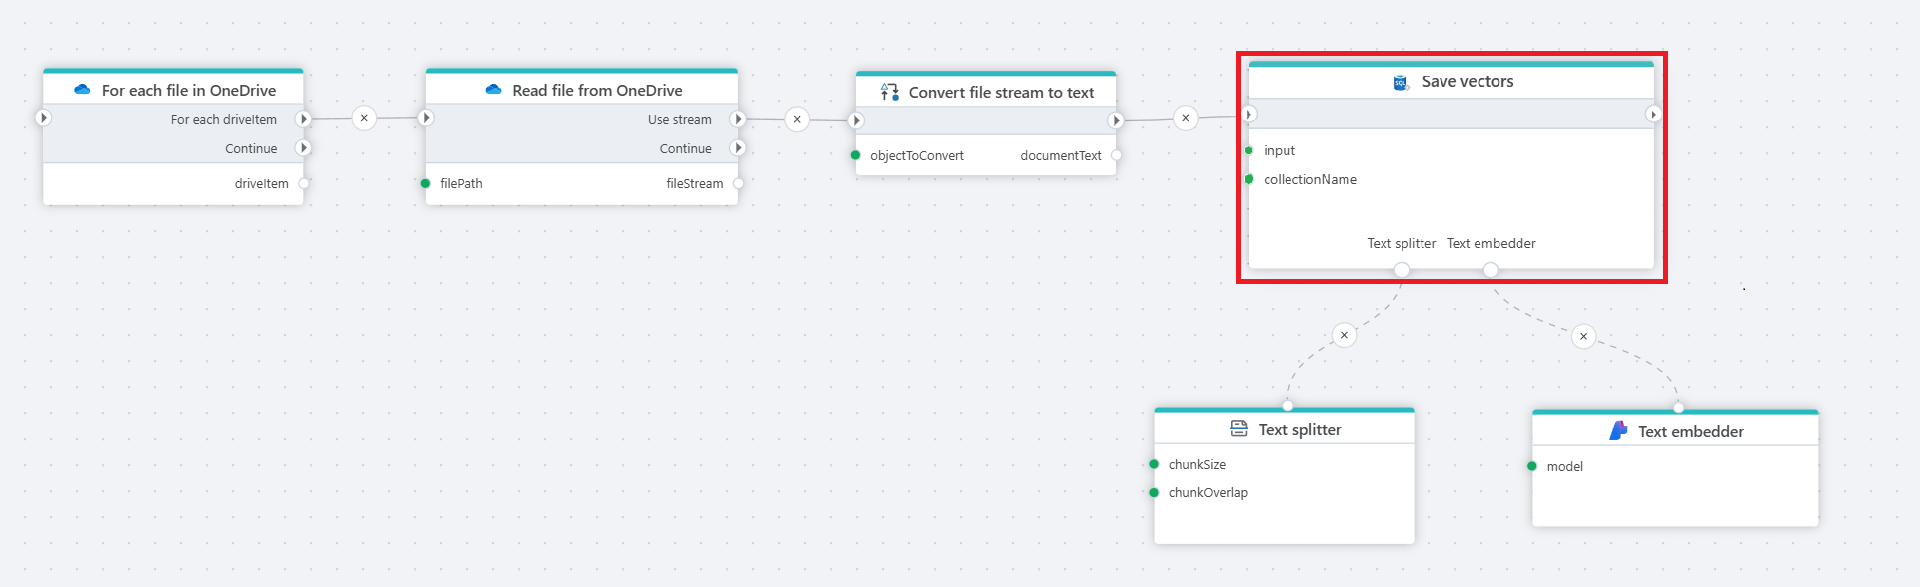 For each file in OneDrive
For each driveItem
Continue
driveItem
Read file from OneDrive
Use stream
Continue
filePath
fileStream
Convert file stream to text
objectToConvert
documentText
SQL
Save vectors
input
collectionName
Text splitter
Text embedder
Text splitter
chunkSize
chunkOverlap
Text embedder
model